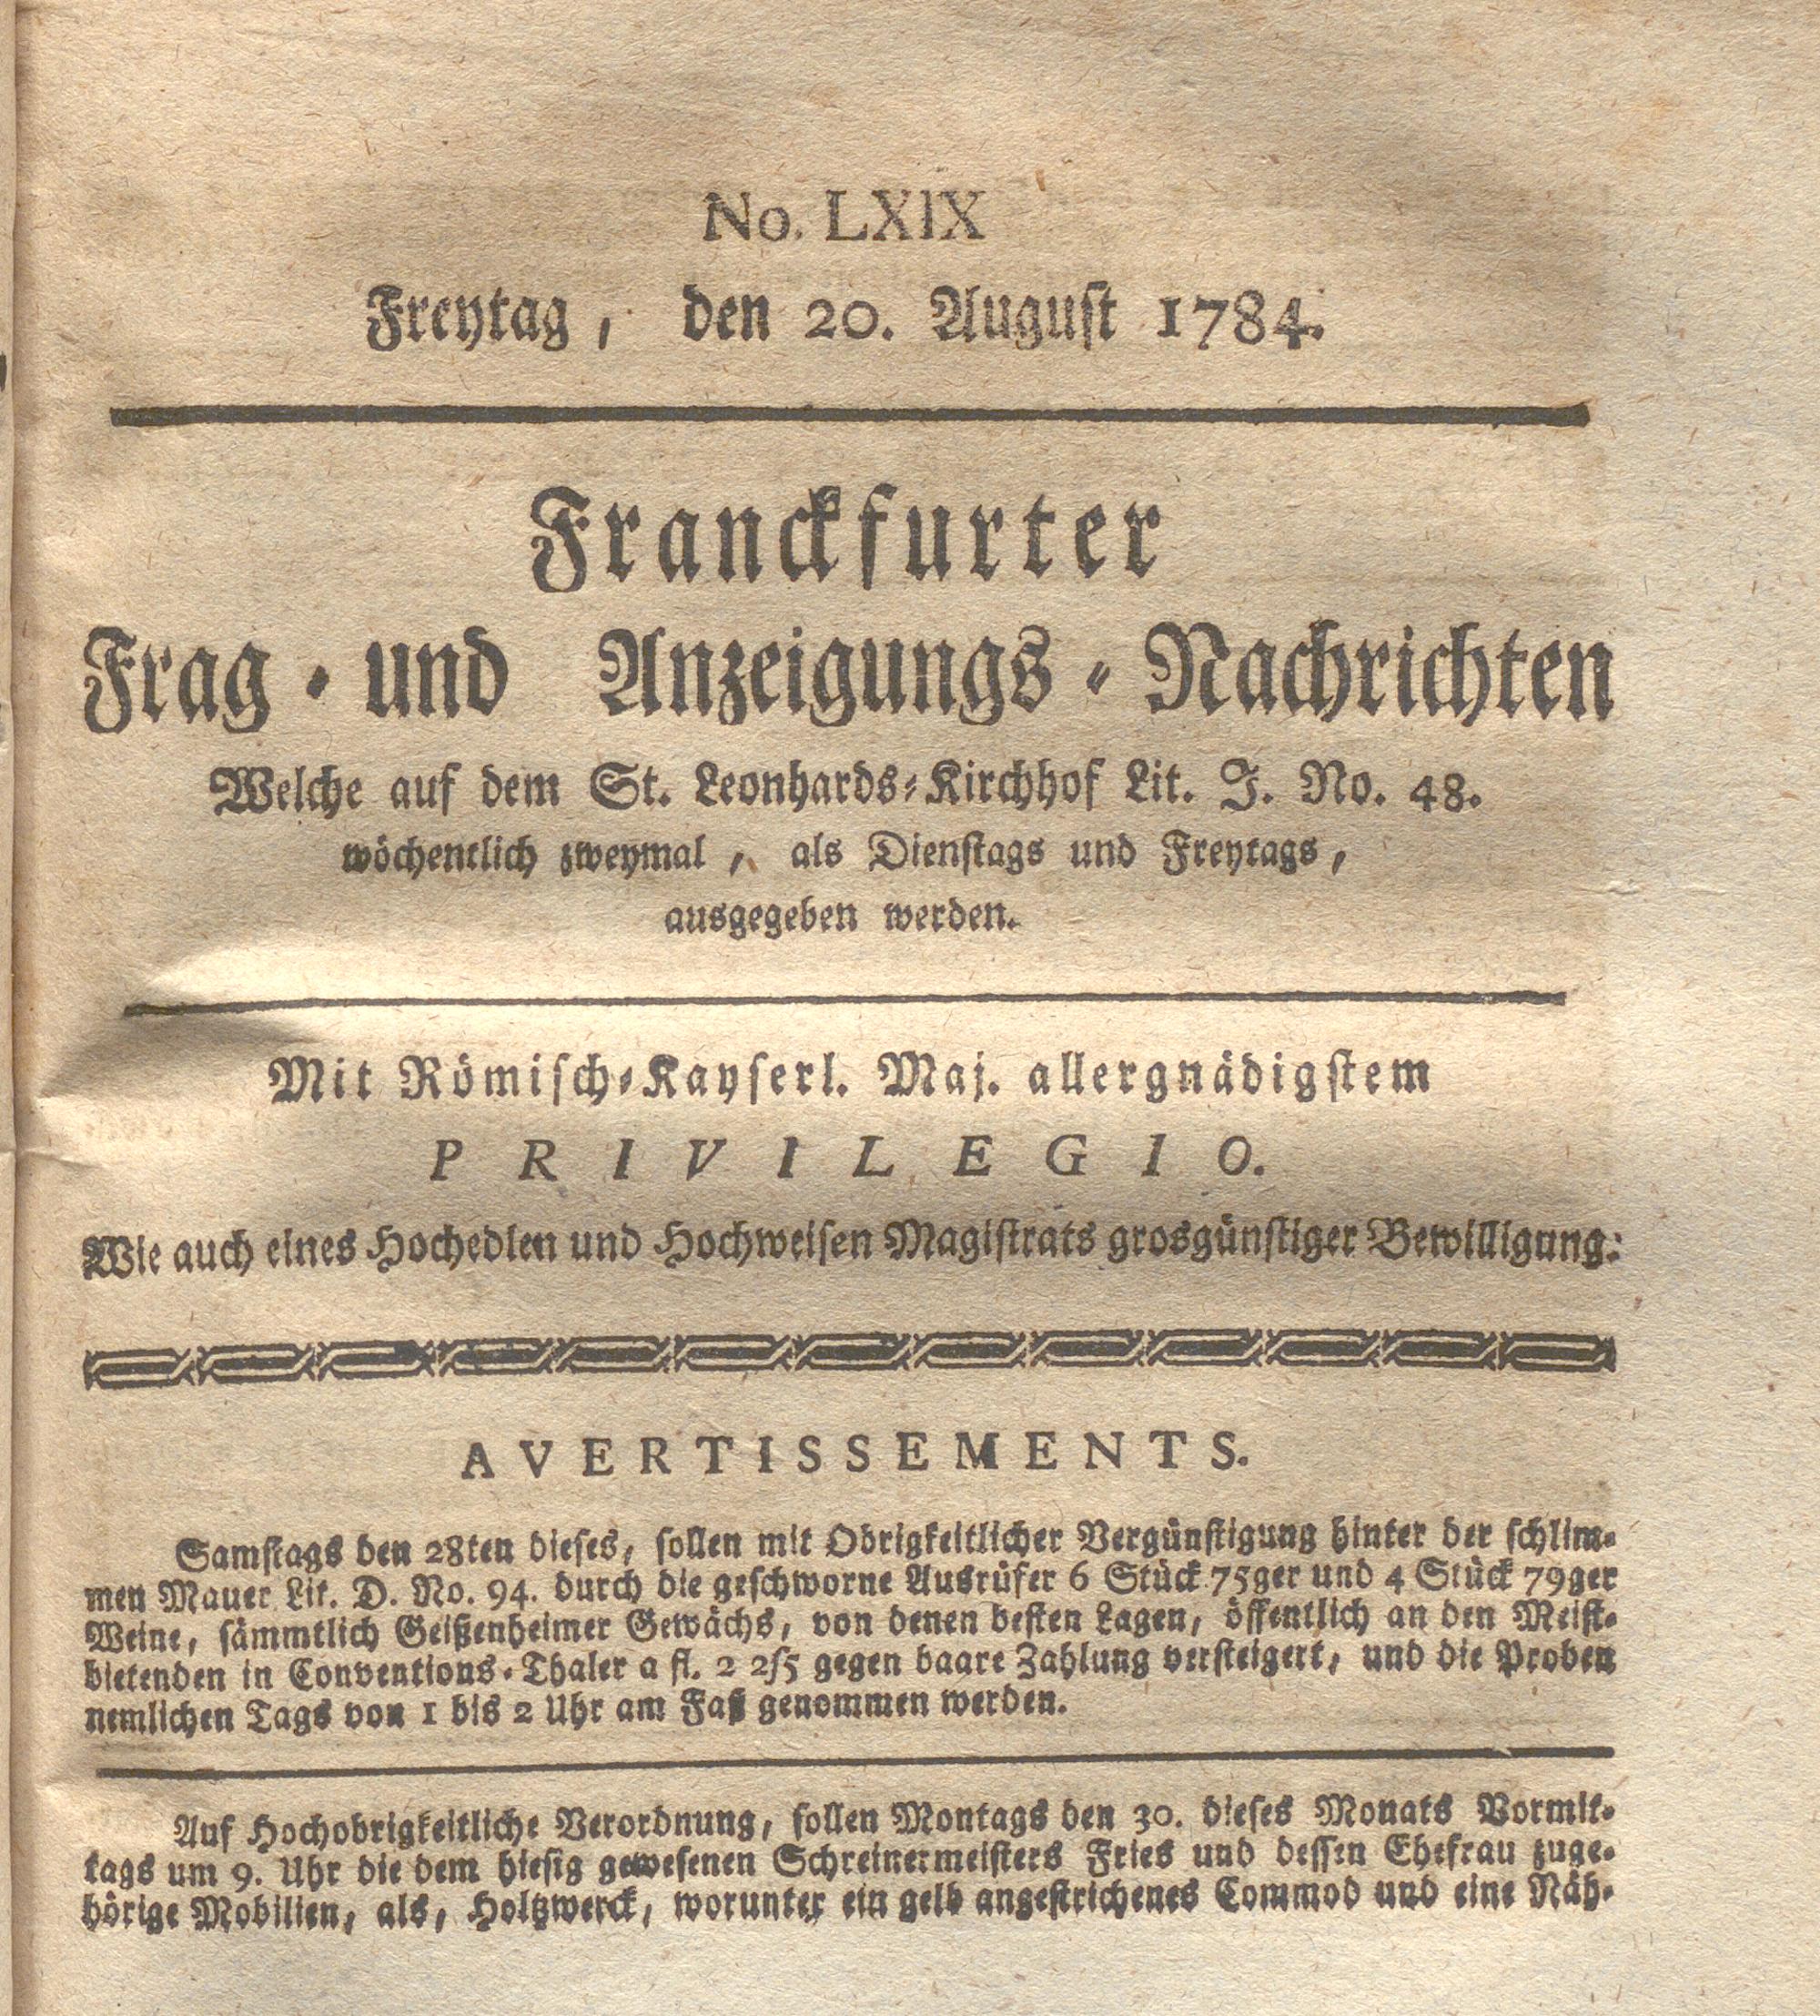 No. LXIX
Freytag, den 20. August 1784.
Franckfurter
Frag- und Anzeigungs-Nachrichten
Welche auf dem St. Leonhards-Kirchhof Lit. J. No. 48.
wöchentlich zweymal, als Dienstags und Freytags,
ausgegeben werden.
Mit Römisch-Kayserl. Maj. allergnädigstem
PRIVILEGIO.
Wie auch eines Hochedlen und Hochweisen Magistrats grosgünstiger Bewilligung:
AVERTISSEMENTS.
Samstags den 28ten dieses, sollen mit Obrigkeitlicher Vergünstigung hinter der schlim-
men Mauer Lit. D. No. 94. durch die geschworne Ausrüfer 6 Stück 75ger und 4 Stück 79ger
Weine, sämmtlich Geißenheimer Gewächs, von denen besten Lagen, öffentlich an den Meist-
bietenden in Conventions-Thaler a fl. 2 2/5 gegen baare Zahlung versteigert, und die Proben
nemlichen Tags von 1 bis 2 Uhr am Faß genommen werden.
Auf Hochobrigkeitliche Verordnung, sollen Montags den 30. dieses Monats Vormit-
tags um 9. Uhr die dem hiesig gewesenen Schreinermeisters Fries und dessen Ehefrau zuge-
hörige Mobilien, als, Holtzwerck, worunter ein gelb angestrichenes Commod und eine Näh-